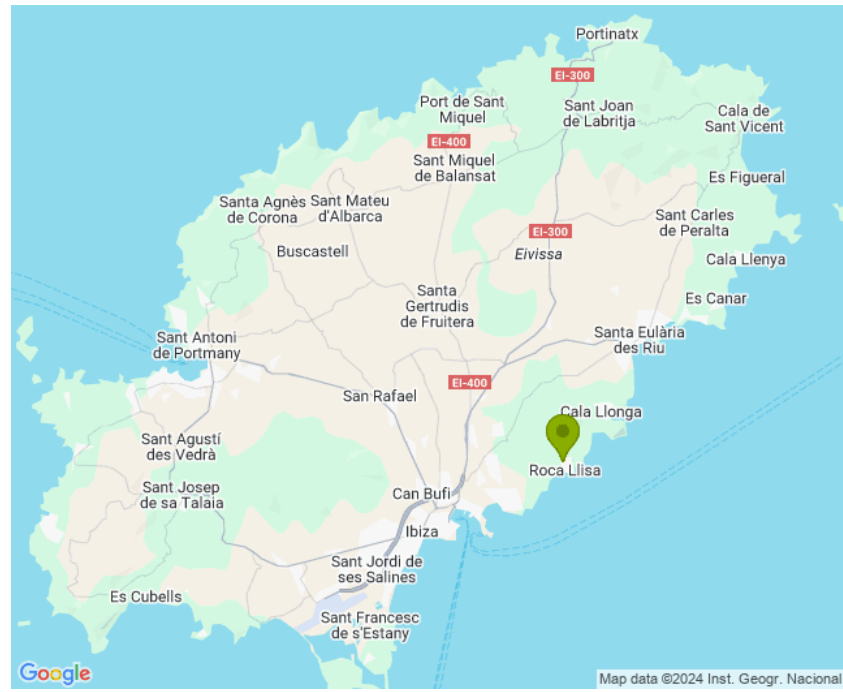 Portinatx
EI-300
Port de Sant
Miquel
Sant Joan
de Labritja
Cala de
Sant Vicent
EI-400
Sant Miquel
de Balansat
Es Figueral
Santa Agnès
de Corona
Sant Mateu
d'Albarca
Sant Carles
de Peralta
EI-300
Buscastell
Eivissa
Cala Llenya
Santa
Gertrudis
de Fruitera
Es Canar
Sant Antoni
de Portmany
Santa Eulària
des Riu
EI-400
San Rafael
Cala Llonga
Sant Agustí
des Vedrà
Roca Llisa
Sant Josep
de sa Talaia
Can Bufi
Ibiza
Sant Jordi de
ses Salines
Es Cubells
Sant Francesc
de s'Estany
Google
Map data ©2024 Inst. Geogr. Nacional